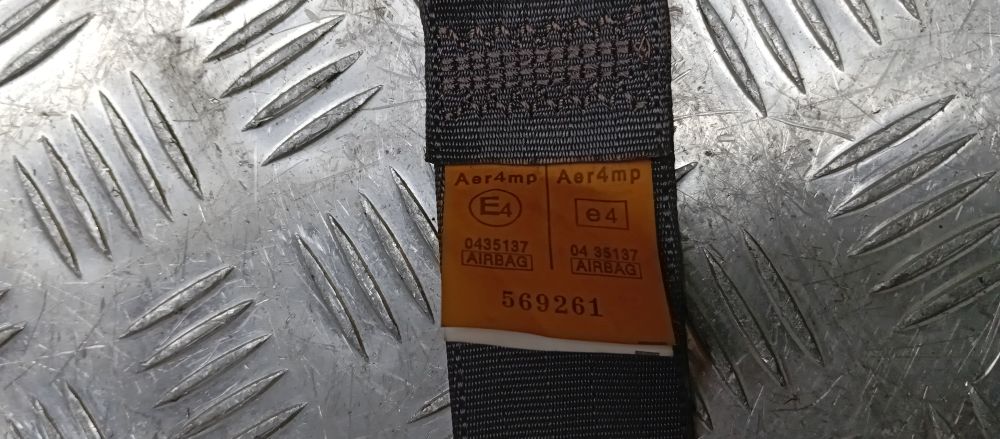 Aer4mp Aer4mp
E4 e4
0435137 04 35137
AIRBAG AIRBAG
569261